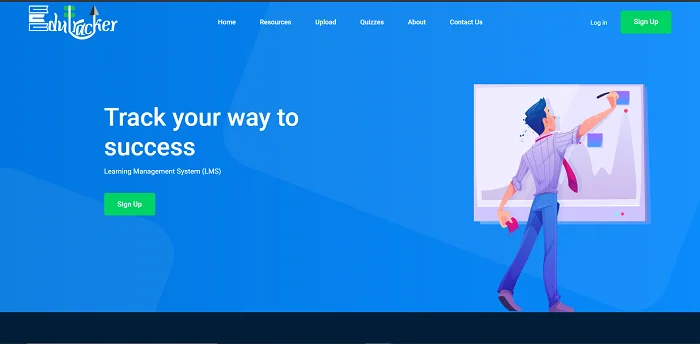 Edutracker
Home Resources Upload Quizzes About Contact Us
Log in
Sign Up
Track your way to
success
Learning Management System (LMS)
Sign Up